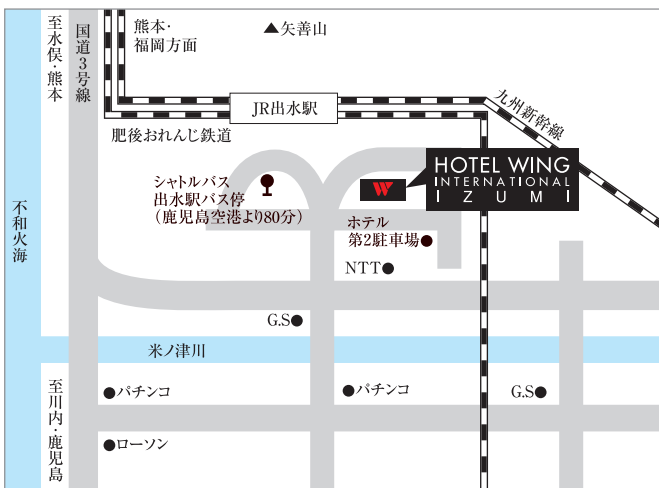 至水俣・熊本
国道3号線
熊本・
福岡方面
▲矢善山
JR出水駅
九州新幹線
肥後おれんじ鉄道
HOTEL WING
INTERNATIONAL
IZUMI
W
シャトルバス
出水駅バス停
（鹿児島空港より80分）
ホテル
第2駐車場●
不和火海
NTT●
G.S●
米ノ津川
●パチンコ
●パチンコ
G.S●
至川内・鹿児島
●ローソン